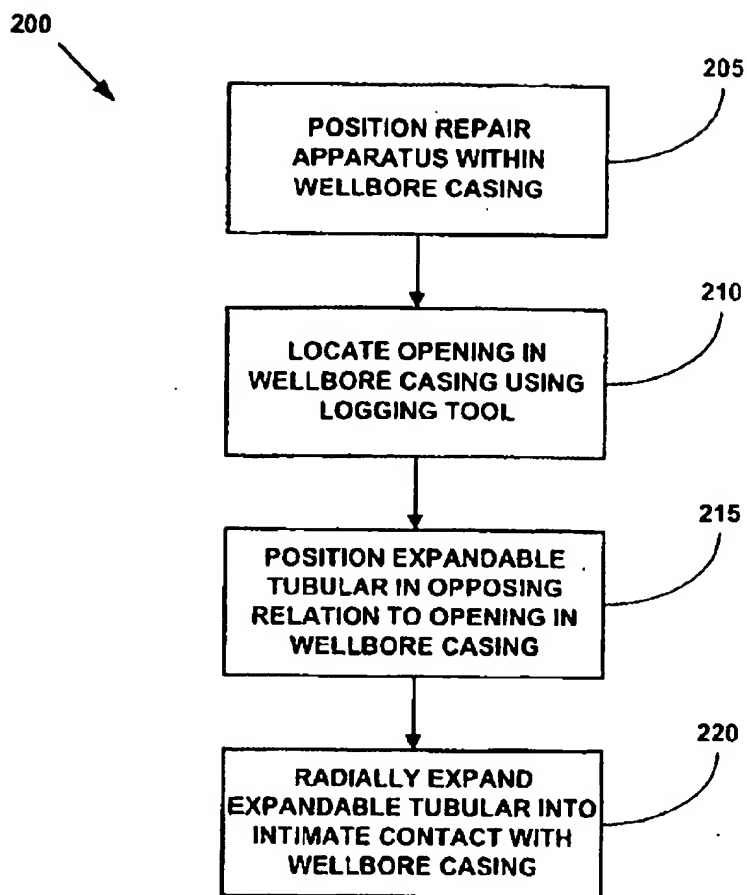 200
205
POSITION REPAIR
APPARATUS WITHIN
WELLBORE CASING
210
LOCATE OPENING IN
WELLBORE CASING USING
LOGGING TOOL
215
POSITION EXPANDABLE
TUBULAR IN OPPOSING
RELATION TO OPENING IN
WELLBORE CASING
220
RADIALLY EXPAND
EXPANDABLE TUBULAR INTO
INTIMATE CONTACT WITH
WELLBORE CASING